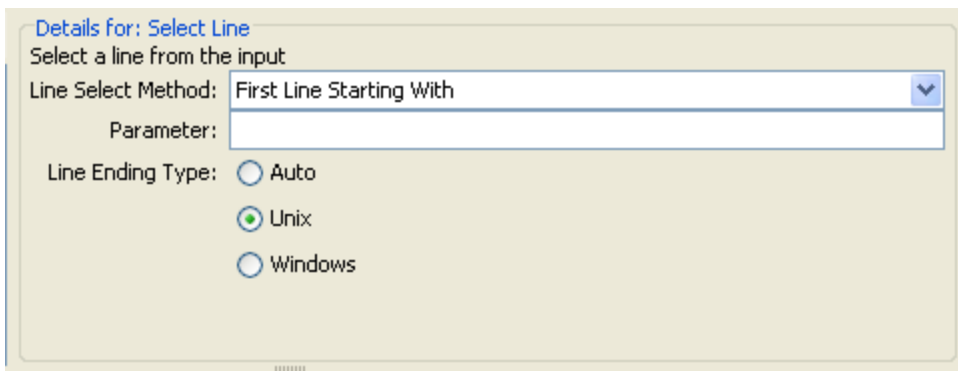 Details for: Select Line
Select a line from the input
Line Select Method: First Line Starting With
Parameter:
Line Ending Type: Auto
Unix
Windows